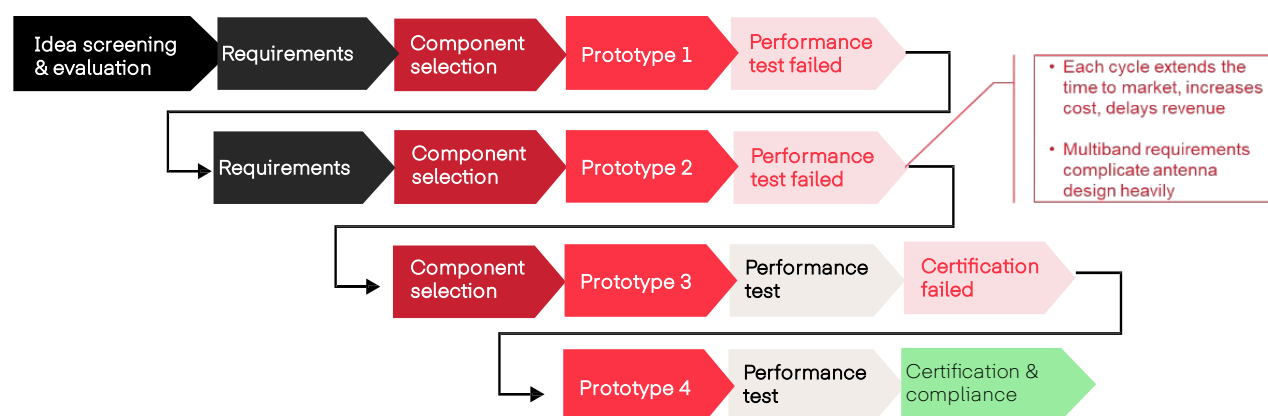 Idea screening
& evaluation
Requirements
Component
selection
Prototype 1
Performance
test failed
• Each cycle extends the
time to market, increases
cost, delays revenue
• Multiband requirements
complicate antenna
design heavily
Requirements
Component
selection
Prototype 2
Performance
test failed
Component
selection
Prototype 3
Performance
test
Certification
failed
Prototype 4
Performance
test
Certification &
compliance